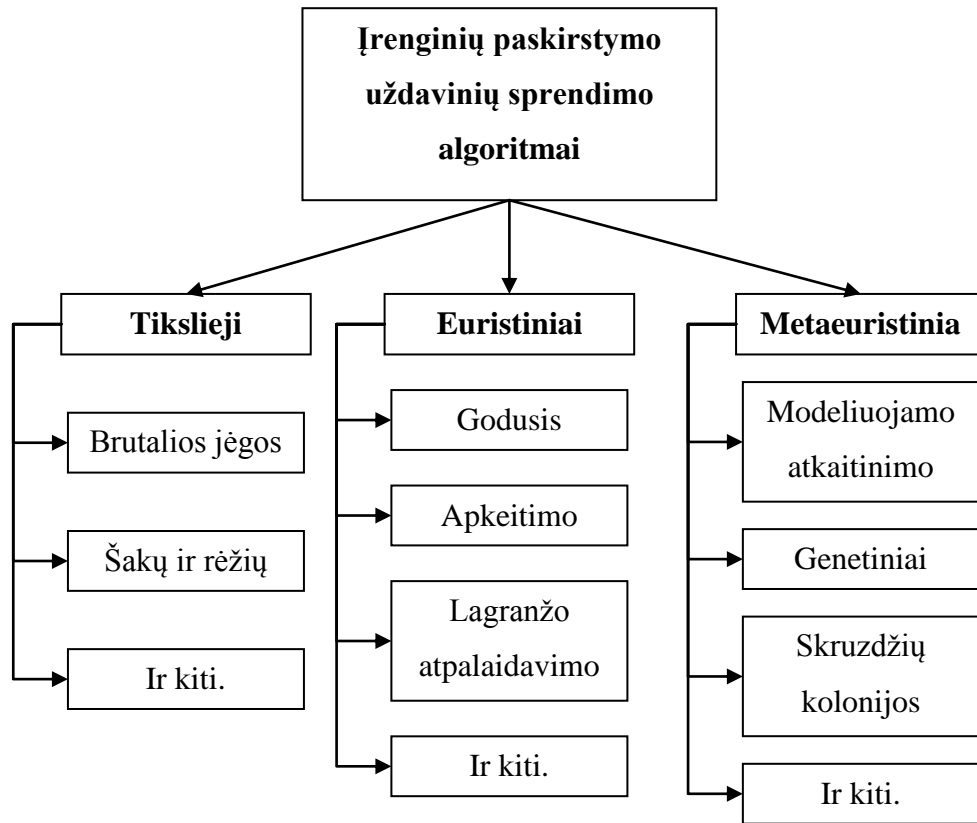 Įrenginių paskirstymo
uždavinių sprendimo
algoritmai
Tikslieji
Brutalios jėgos
Šakų ir rėžių
Ir kiti.
Euristiniai
Godusis
Apkeitimo
Lagranžo
atpalaidavimo
Ir kiti.
Metaeuristinia
Modeliuojamo
atkaitinimo
Genetiniai
Skruzdžių
kolonijos
Ir kiti.